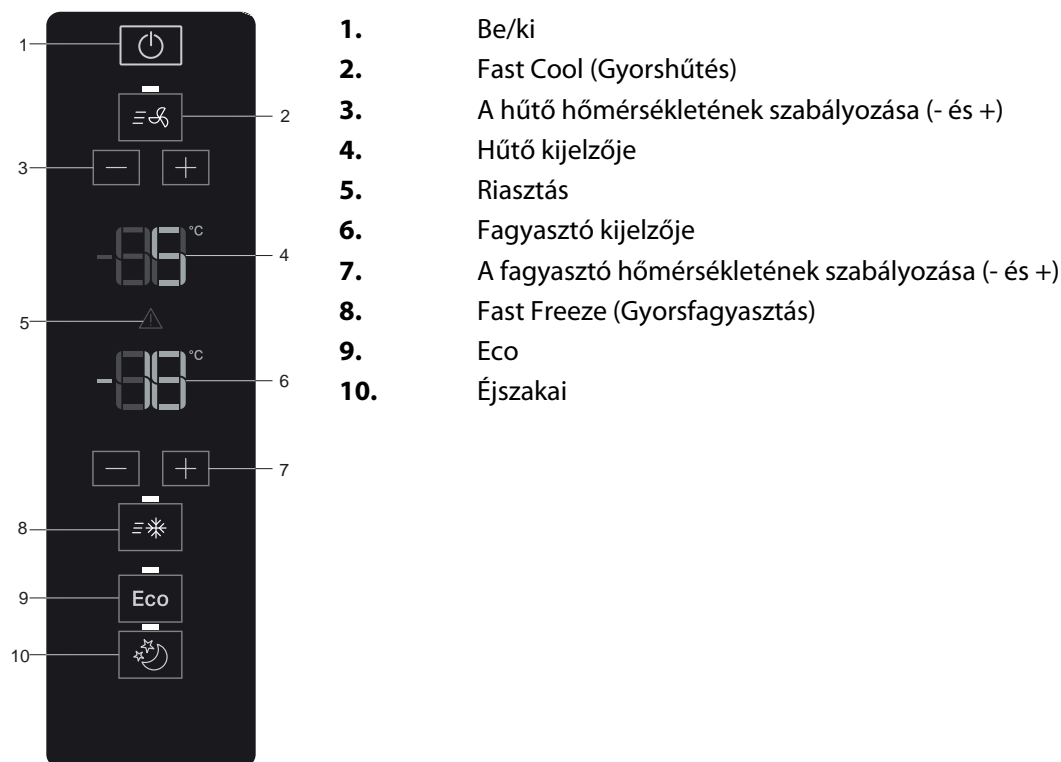 1
2
3
°C
-5
4
5
°C
-18
6
7
8
9
Eco
10
1. Be/ki
2. Fast Cool (Gyorshűtés)
3. A hűtő hőmérsékletének szabályozása (- és +)
4. Hűtő kijelzője
5. Riasztás
6. Fagyasztó kijelzője
7. A fagyasztó hőmérsékletének szabályozása (- és +)
8. Fast Freeze (Gyorsfagyasztás)
9. Eco
10. Éjszakai